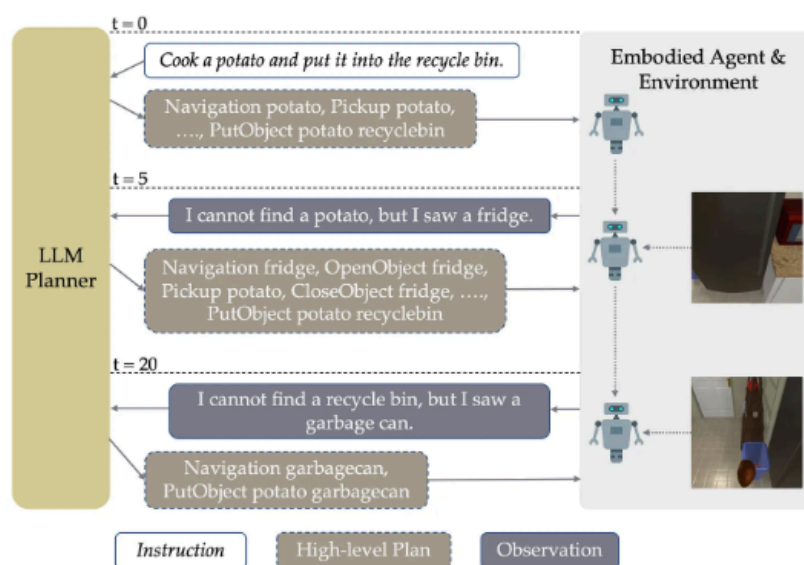 t = 0
Cook a potato and put it into the recycle bin.
Embodied Agent &
Environment
Navigation potato, Pickup potato,
...., PutObject potato recyclebin
t = 5
I cannot find a potato, but I saw a fridge.
LLM
Planner
Navigation fridge, OpenObject fridge,
Pickup potato, CloseObject fridge, ....,
PutObject potato recyclebin
t = 20
I cannot find a recycle bin, but I saw a
garbage can.
Navigation garbagecan,
PutObject potato garbagecan
Instruction
High-level Plan
Observation